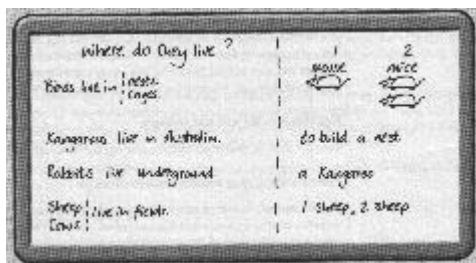 Where do they live ?
Birds live in nests.
cages
Kangaroos live in Australia.
Rabbits live underground
Sheep live in fields.
Cows
1 2
mouse mice
to build a nest
a Kangaroo
1 sheep, 2 sheep